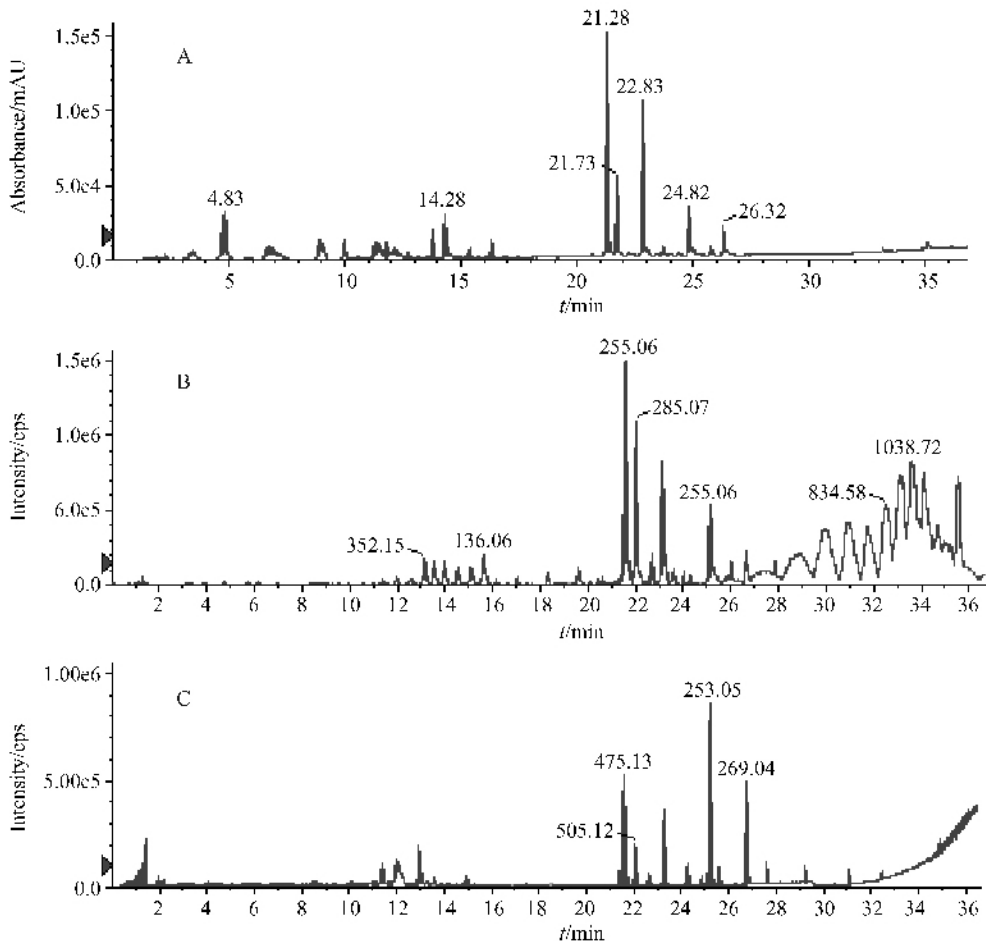 21.28
1.5e5
A
22.83
1.0e5
Absorbance/mAU
21.73
5.0e4
4.83
14.28
24.82
26.32
0.0
5 10 15 20 25 30 35
t/min
255.06
1.5e6
B
285.07
1.0e6
Intensity/cps
1038.72
834.58
255.06
6.0e5
352.15
136.06
0.0
2 4 6 8 10 12 14 16 18 20 22 24 26 28 30 32 34 36
t/min
1.00e6
C
253.05
Intensity/cps
475.13
269.04
5.00e5
505.12
0.0
2 4 6 8 10 12 14 16 18 20 22 24 26 28 30 32 34 36
t/min